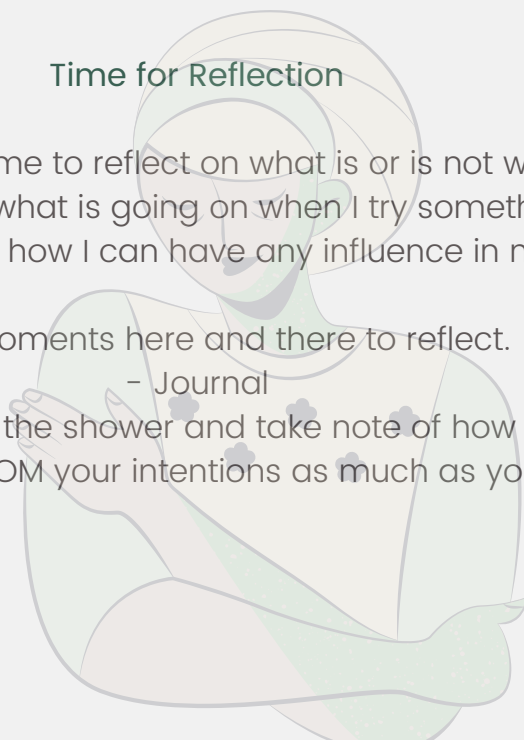 Time for Reflection
me to reflect on what is or is not w
what is going on when I try someth
how I can have any influence in
oments here and there to reflect.
- Journal
the shower and take note of how
OM your intentions as much as yo